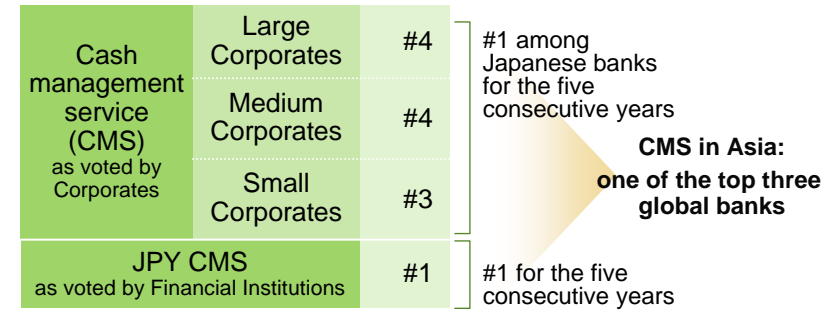 Cash
management
service
(CMS)
as voted by
Corporates
Large
Corporates
#4
Medium
Corporates
#4
Small
Corporates
#3
#1 among
Japanese banks
for the five
consecutive years
JPY CMS
as voted by Financial Institutions
#1
#1 for the five
consecutive years
CMS in Asia:
one of the top three
global banks